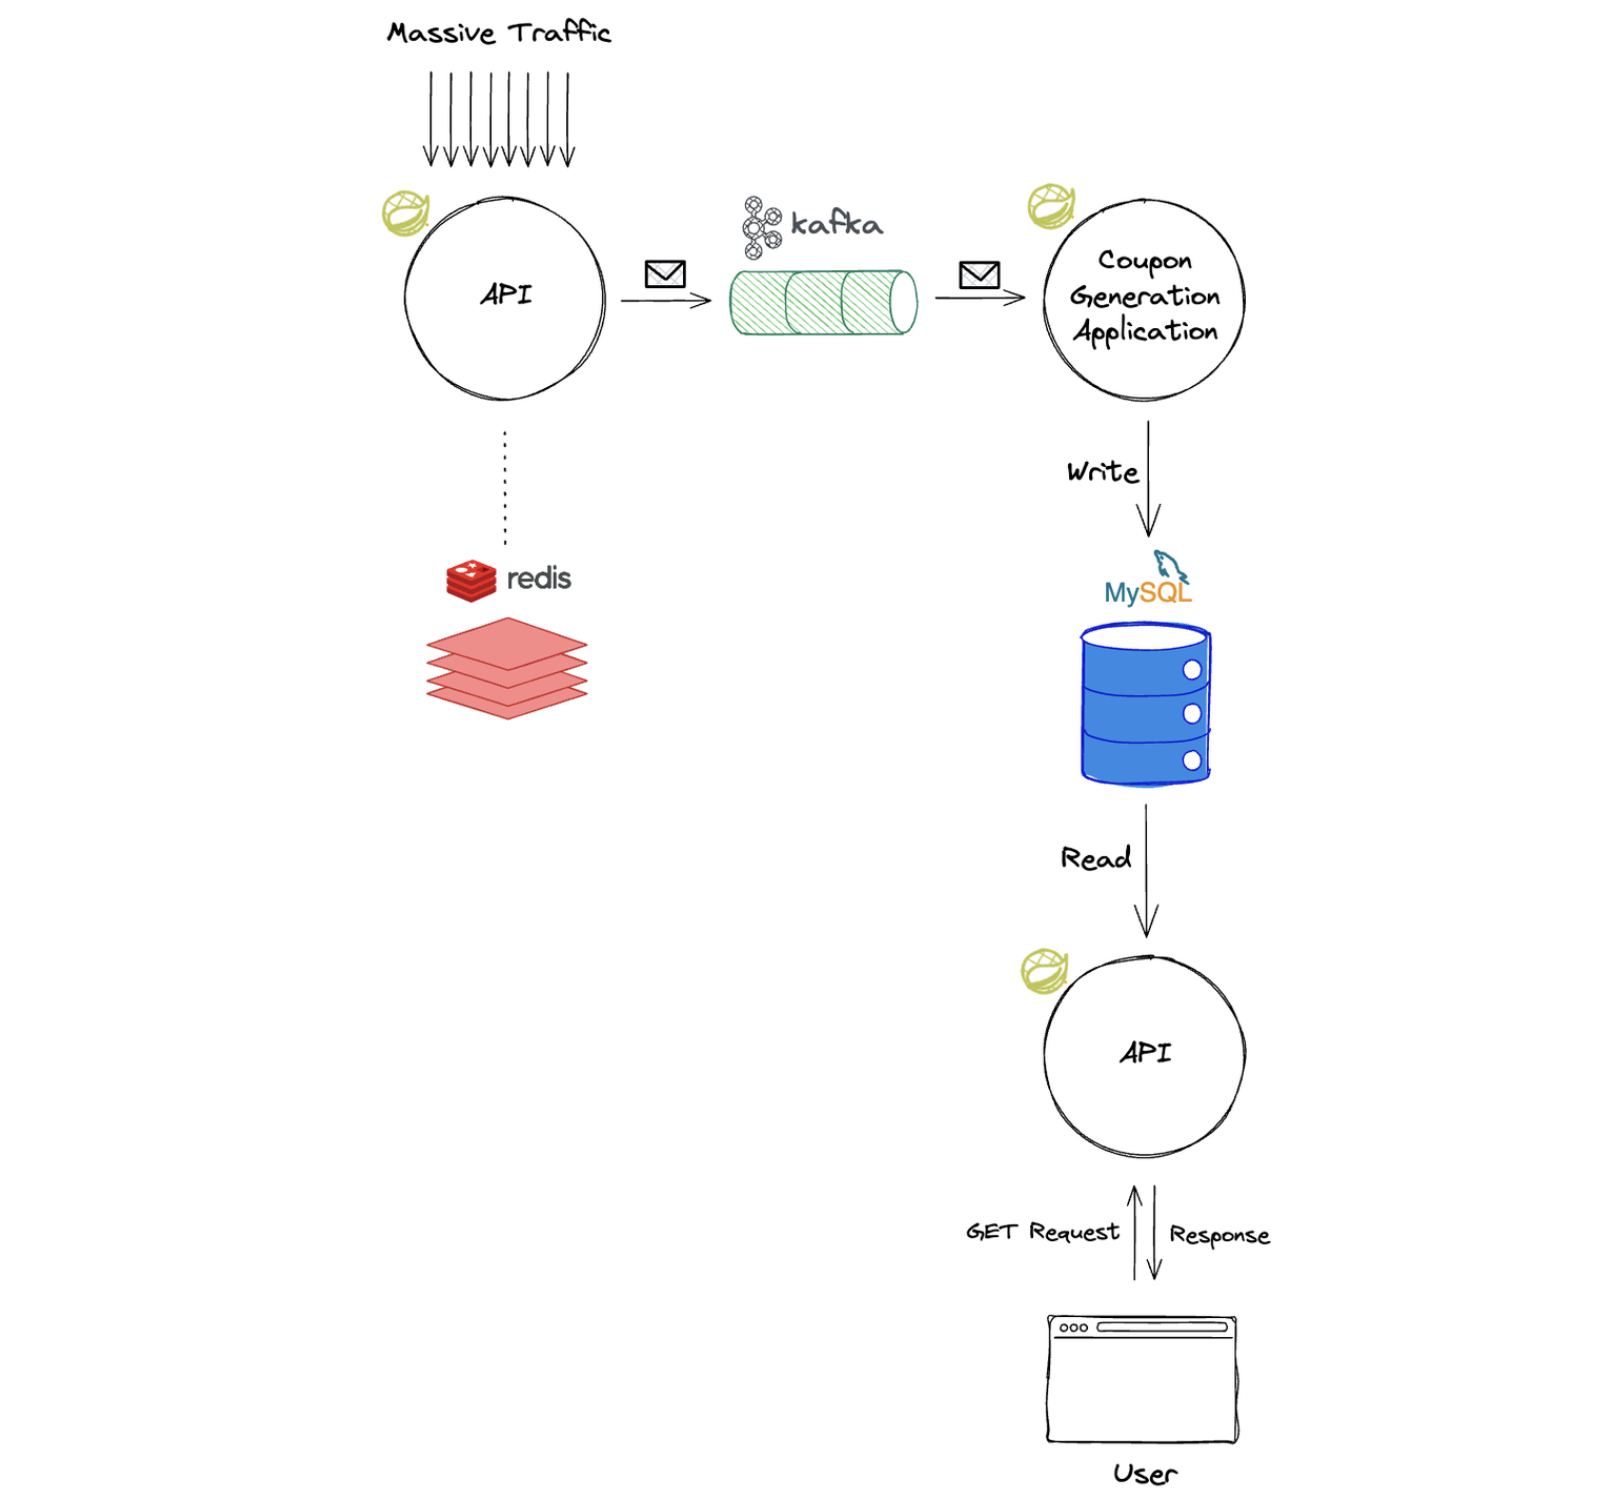 Massive Traffic
API
kafka
Coupon
Generation
Application
Write
redis
MySQL
Read
API
GET Request
Response
User